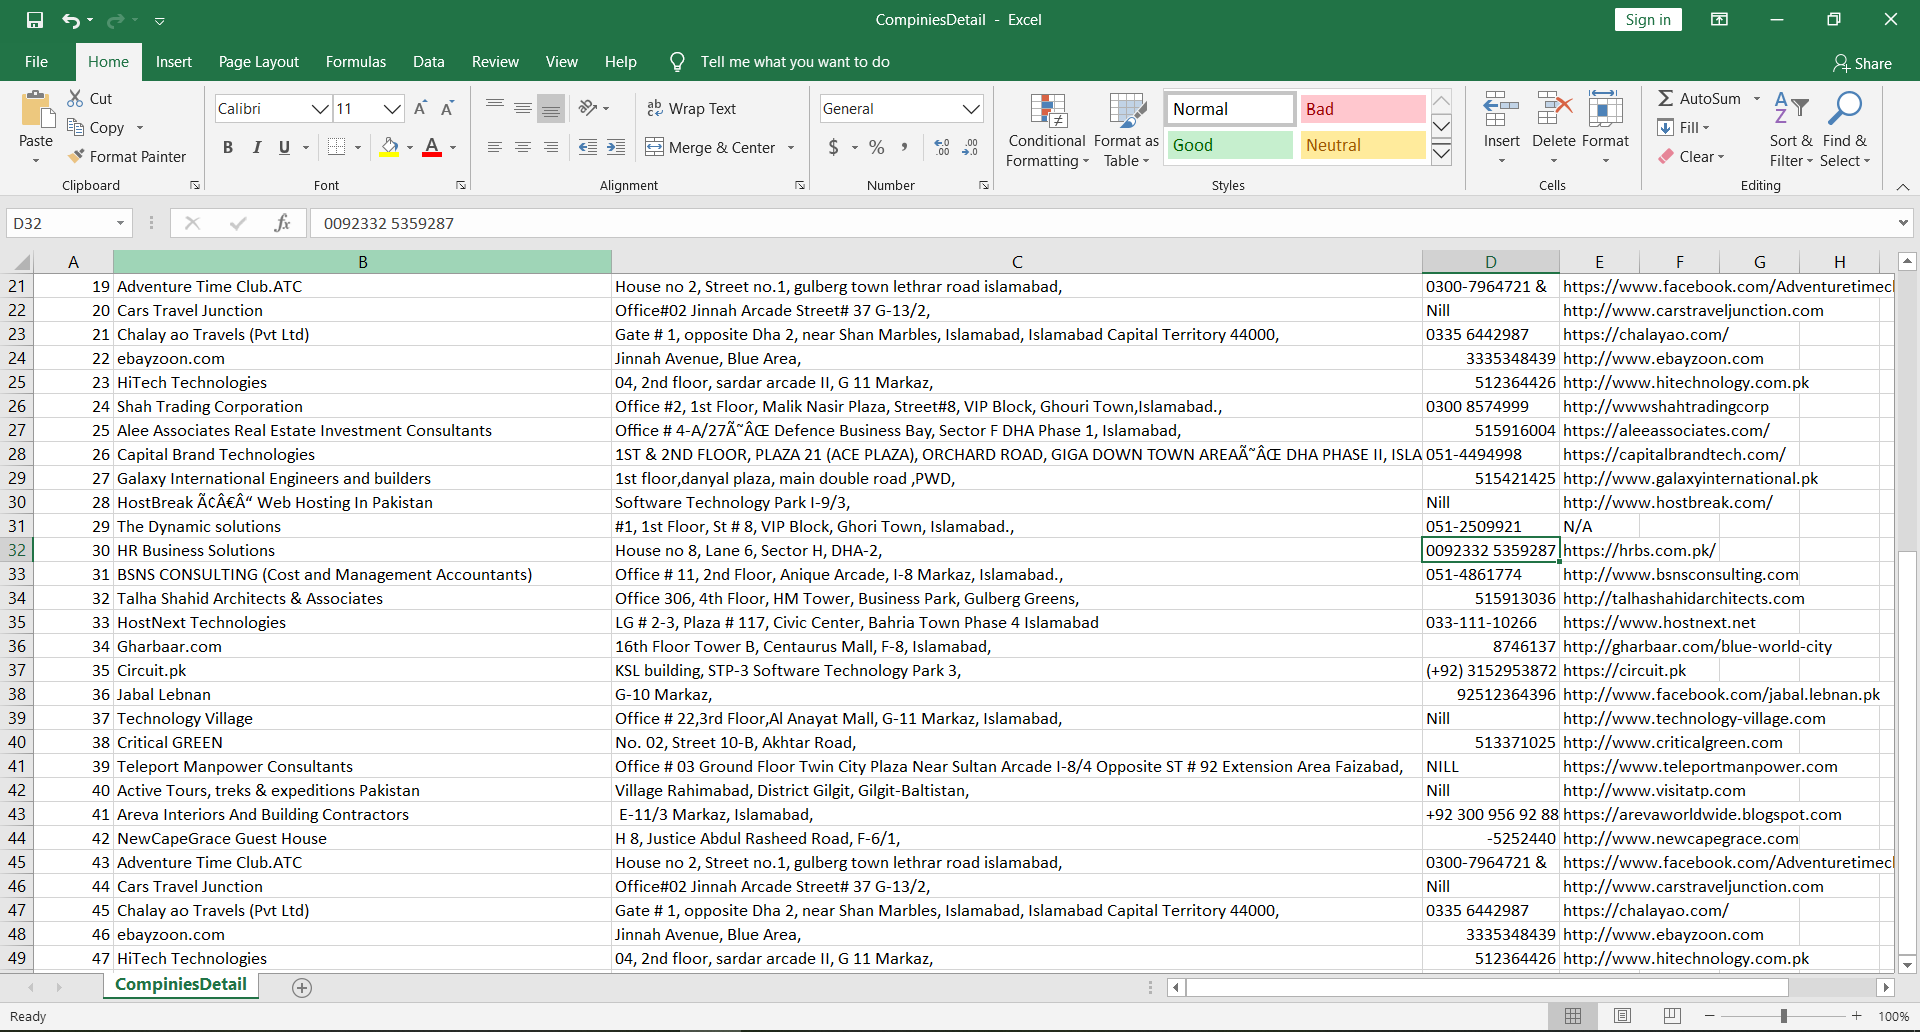 CompiniesDetail - Excel
Sign in
File Home Insert Page Layout Formulas Data Review View Help Tell me what you want to do Share
Paste Cut Copy Format Painter Clipboard
Calibri 11 B I U A A A Font
ab Wrap Text Merge & Center Alignment
General $ % , Number
Conditional Formatting Format as Table Normal Bad Good Neutral Styles
Insert Delete Format Cells
AutoSum Fill Clear Sort & Filter Find & Select Editing
D32 fx 0092332 5359287
A B C D E F G H
21 19 Adventure Time Club.ATC House no 2, Street no.1, gulberg town lethrar road islamabad, 0300-7964721 & https://www.facebook.com/Adventuretimecl
22 20 Cars Travel Junction Office#02 Jinnah Arcade Street# 37 G-13/2, Nill http://www.carstraveljunction.com
23 21 Chalay ao Travels (Pvt Ltd) Gate # 1, opposite Dha 2, near Shan Marbles, Islamabad, Islamabad Capital Territory 44000, 0335 6442987 https://chalayao.com/
24 22 ebayzoon.com Jinnah Avenue, Blue Area, 3335348439 http://www.ebayzoon.com
25 23 HiTech Technologies 04, 2nd floor, sardar arcade II, G 11 Markaz, 512364426 http://www.hitechnology.com.pk
26 24 Shah Trading Corporation Office #2, 1st Floor, Malik Nasir Plaza, Street#8, VIP Block, Ghouri Town,Islamabad., 0300 8574999 http://wwwshahtradingcorp
27 25 Alee Associates Real Estate Investment Consultants Office # 4-A/27Ã˜ÂŒ Defence Business Bay, Sector F DHA Phase 1, Islamabad, 515916004 https://aleeassociates.com/
28 26 Capital Brand Technologies 1ST & 2ND FLOOR, PLAZA 21 (ACE PLAZA), ORCHARD ROAD, GIGA DOWN TOWN AREAÃ˜ÂŒ DHA PHASE II, ISLA 051-4494998 https://capitalbrandtech.com/
29 27 Galaxy International Engineers and builders 1st floor,danyal plaza, main double road ,PWD, 515421425 http://www.galaxyinternational.pk
30 28 HostBreak Ã¢Â€Â“ Web Hosting In Pakistan Software Technology Park I-9/3, Nill http://www.hostbreak.com/
31 29 The Dynamic solutions #1, 1st Floor, St # 8, VIP Block, Ghori Town, Islamabad., 051-2509921 N/A
32 30 HR Business Solutions House no 8, Lane 6, Sector H, DHA-2, 0092332 5359287 https://hrbs.com.pk/
33 31 BSNS CONSULTING (Cost and Management Accountants) Office # 11, 2nd Floor, Anique Arcade, I-8 Markaz, Islamabad., 051-4861774 http://www.bsnsconsulting.com
34 32 Talha Shahid Architects & Associates Office 306, 4th Floor, HM Tower, Business Park, Gulberg Greens, 515913036 http://talhashahidarchitects.com
35 33 HostNext Technologies LG # 2-3, Plaza # 117, Civic Center, Bahria Town Phase 4 Islamabad 033-111-10266 https://www.hostnext.net
36 34 Gharbaar.com 16th Floor Tower B, Centaurus Mall, F-8, Islamabad, 8746137 http://gharbaar.com/blue-world-city
37 35 Circuit.pk KSL building, STP-3 Software Technology Park 3, (+92) 3152953872 https://circuit.pk
38 36 Jabal Lebnan G-10 Markaz, 92512364396 http://www.facebook.com/jabal.lebnan.pk
39 37 Technology Village Office # 22,3rd Floor,Al Anayat Mall, G-11 Markaz, Islamabad, Nill http://www.technology-village.com
40 38 Critical GREEN No. 02, Street 10-B, Akhtar Road, 513371025 http://www.criticalgreen.com
41 39 Teleport Manpower Consultants Office # 03 Ground Floor Twin City Plaza Near Sultan Arcade I-8/4 Opposite ST # 92 Extension Area Faizabad, NILL https://www.teleportmanpower.com
42 40 Active Tours, treks & expeditions Pakistan Village Rahimabad, District Gilgit, Gilgit-Baltistan, Nill http://www.visitatp.com
43 41 Areva Interiors And Building Contractors E-11/3 Markaz, Islamabad, +92 300 956 92 88 https://arevaworldwide.blogspot.com
44 42 NewCapeGrace Guest House H 8, Justice Abdul Rasheed Road, F-6/1, -5252440 http://www.newcapegrace.com
45 43 Adventure Time Club.ATC House no 2, Street no.1, gulberg town lethrar road islamabad, 0300-7964721 & https://www.facebook.com/Adventuretimecl
46 44 Cars Travel Junction Office#02 Jinnah Arcade Street# 37 G-13/2, Nill http://www.carstraveljunction.com
47 45 Chalay ao Travels (Pvt Ltd) Gate # 1, opposite Dha 2, near Shan Marbles, Islamabad, Islamabad Capital Territory 44000, 0335 6442987 https://chalayao.com/
48 46 ebayzoon.com Jinnah Avenue, Blue Area, 3335348439 http://www.ebayzoon.com
49 47 HiTech Technologies 04, 2nd floor, sardar arcade II, G 11 Markaz, 512364426 http://www.hitechnology.com.pk
CompiniesDetail
Ready 100%